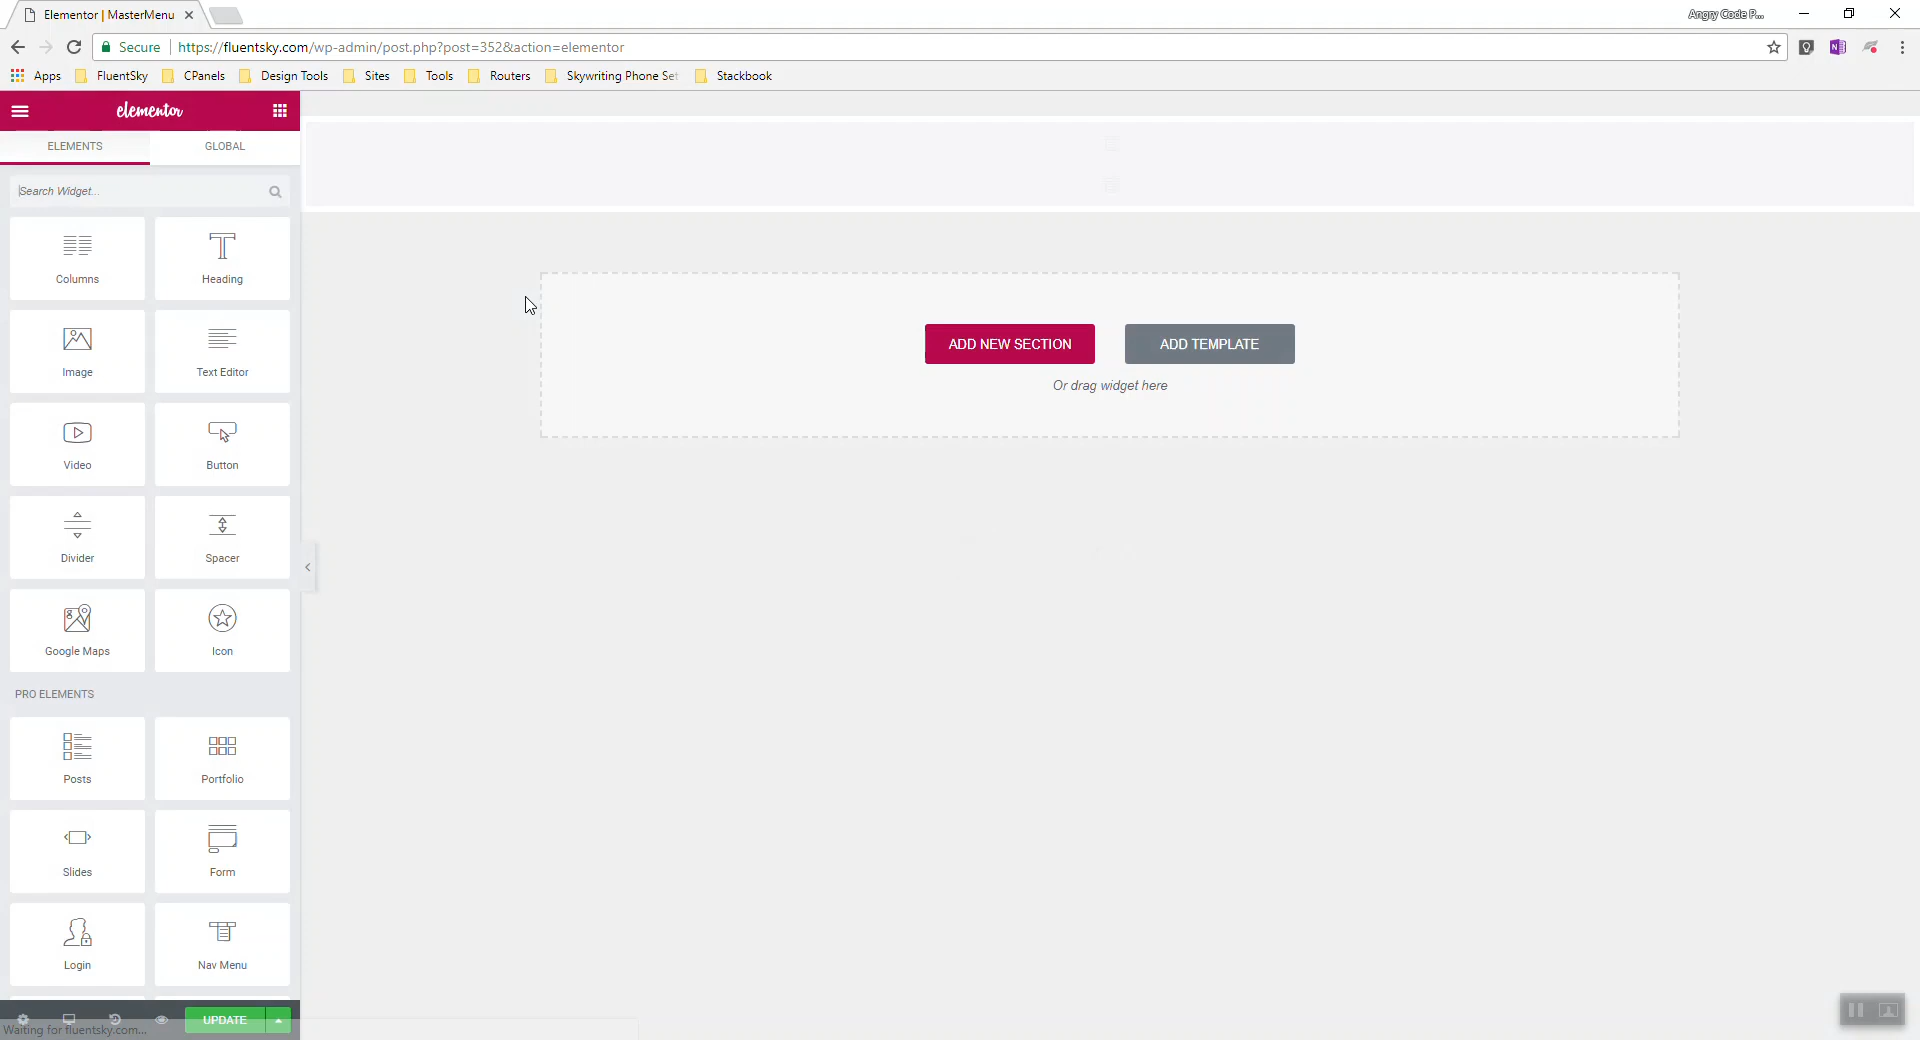 Elementor | MasterMenu
Angry Code P...
Secure
https://fluentsky.com/wp-admin/post.php?post=352&action=elementor
Apps FluentSky CPanels Design Tools Sites Tools Routers Skywriting Phone Set Stackbook
elementor
ELEMENTS GLOBAL
Search Widget...
Columns Heading
Image Text Editor
Video Button
Divider Spacer
Google Maps Icon
PRO ELEMENTS
Posts Portfolio
Slides Form
Login Nav Menu
UPDATE
Waiting for fluentsky.com...
ADD NEW SECTION ADD TEMPLATE
Or drag widget here